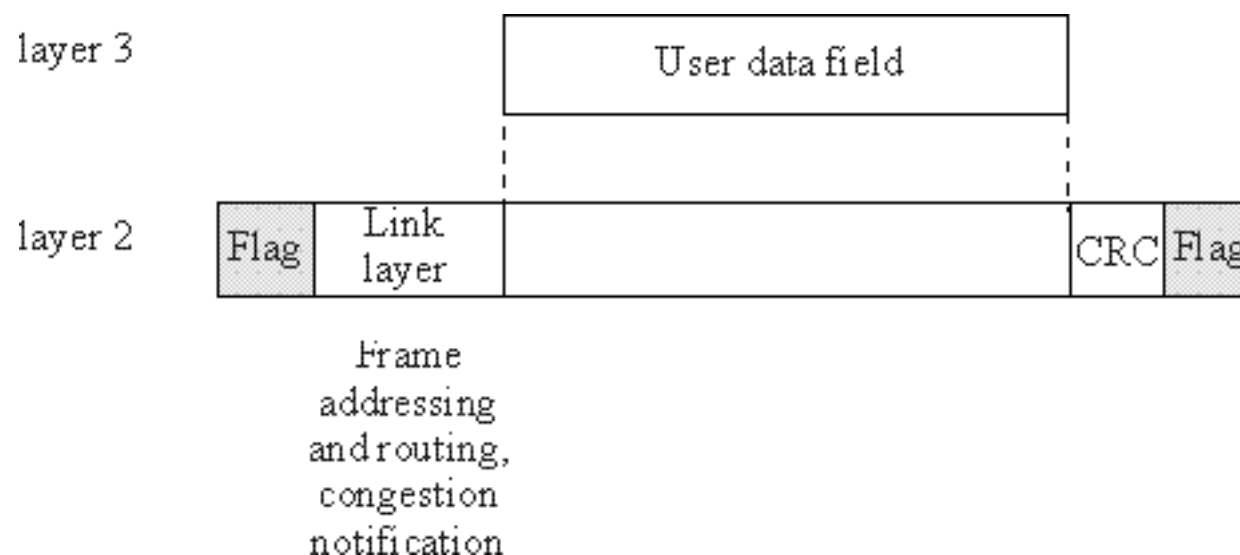 layer 3
User data field
layer 2
Flag
Link
layer
CRC
Flag
Frame
addressing
and routing,
congestion
notification